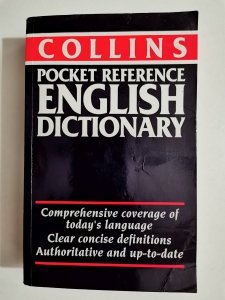 COLLINS
POCKET REFERENCE
ENGLISH
DICTIONARY
Comprehensive coverage of
today's language
Clear concise definitions
Authoritative and up-to-date